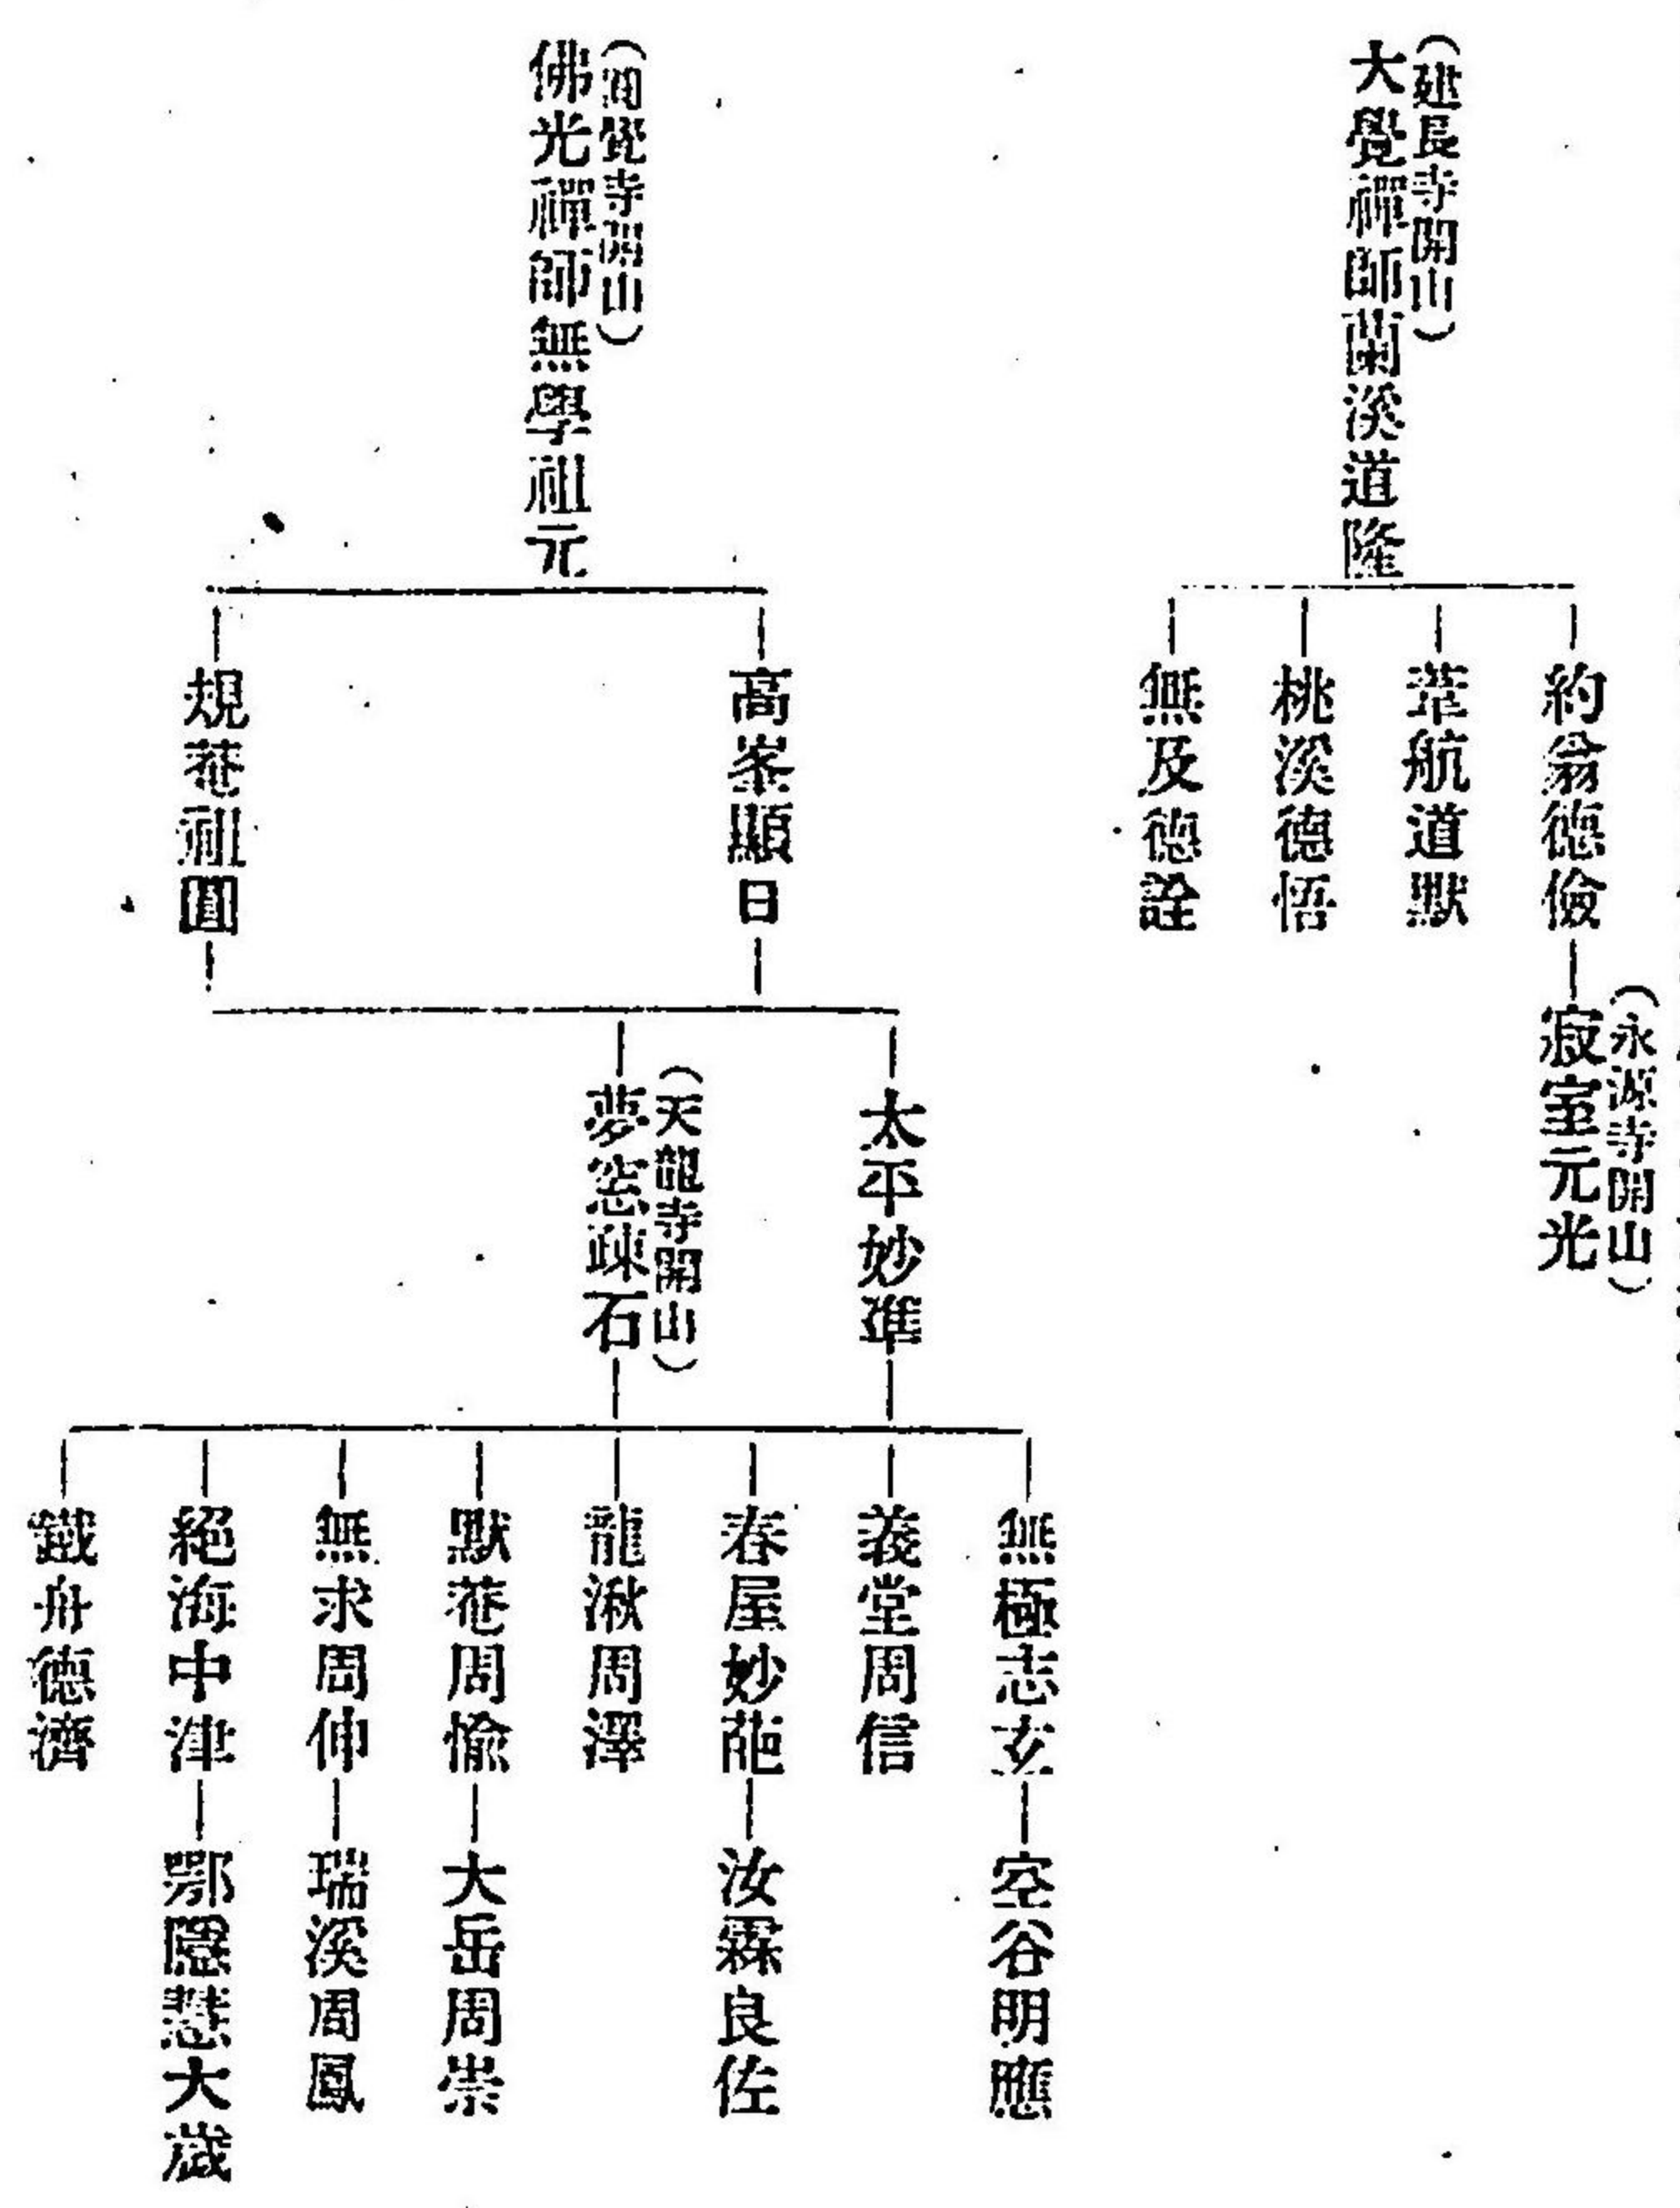 (建長寺開山)
大覺禪師蘭溪道隆
約翁德儉
(永源寺開山)
寂室元光
葦航道默
桃溪德悟
無及德詮
(圓覺寺開山)
佛光禪師無學祖元
高峯顯日
規菴祖圓
太平妙準
(天龍寺開山)
夢窓疎石
無極志玄
空谷明應
義堂周信
春屋妙葩
汝霖良佐
龍湫周澤
默菴周愉
大岳周崇
無求周伸
瑞溪周鳳
絕海中津
鄂隱慧大歲
鐵舟德濟